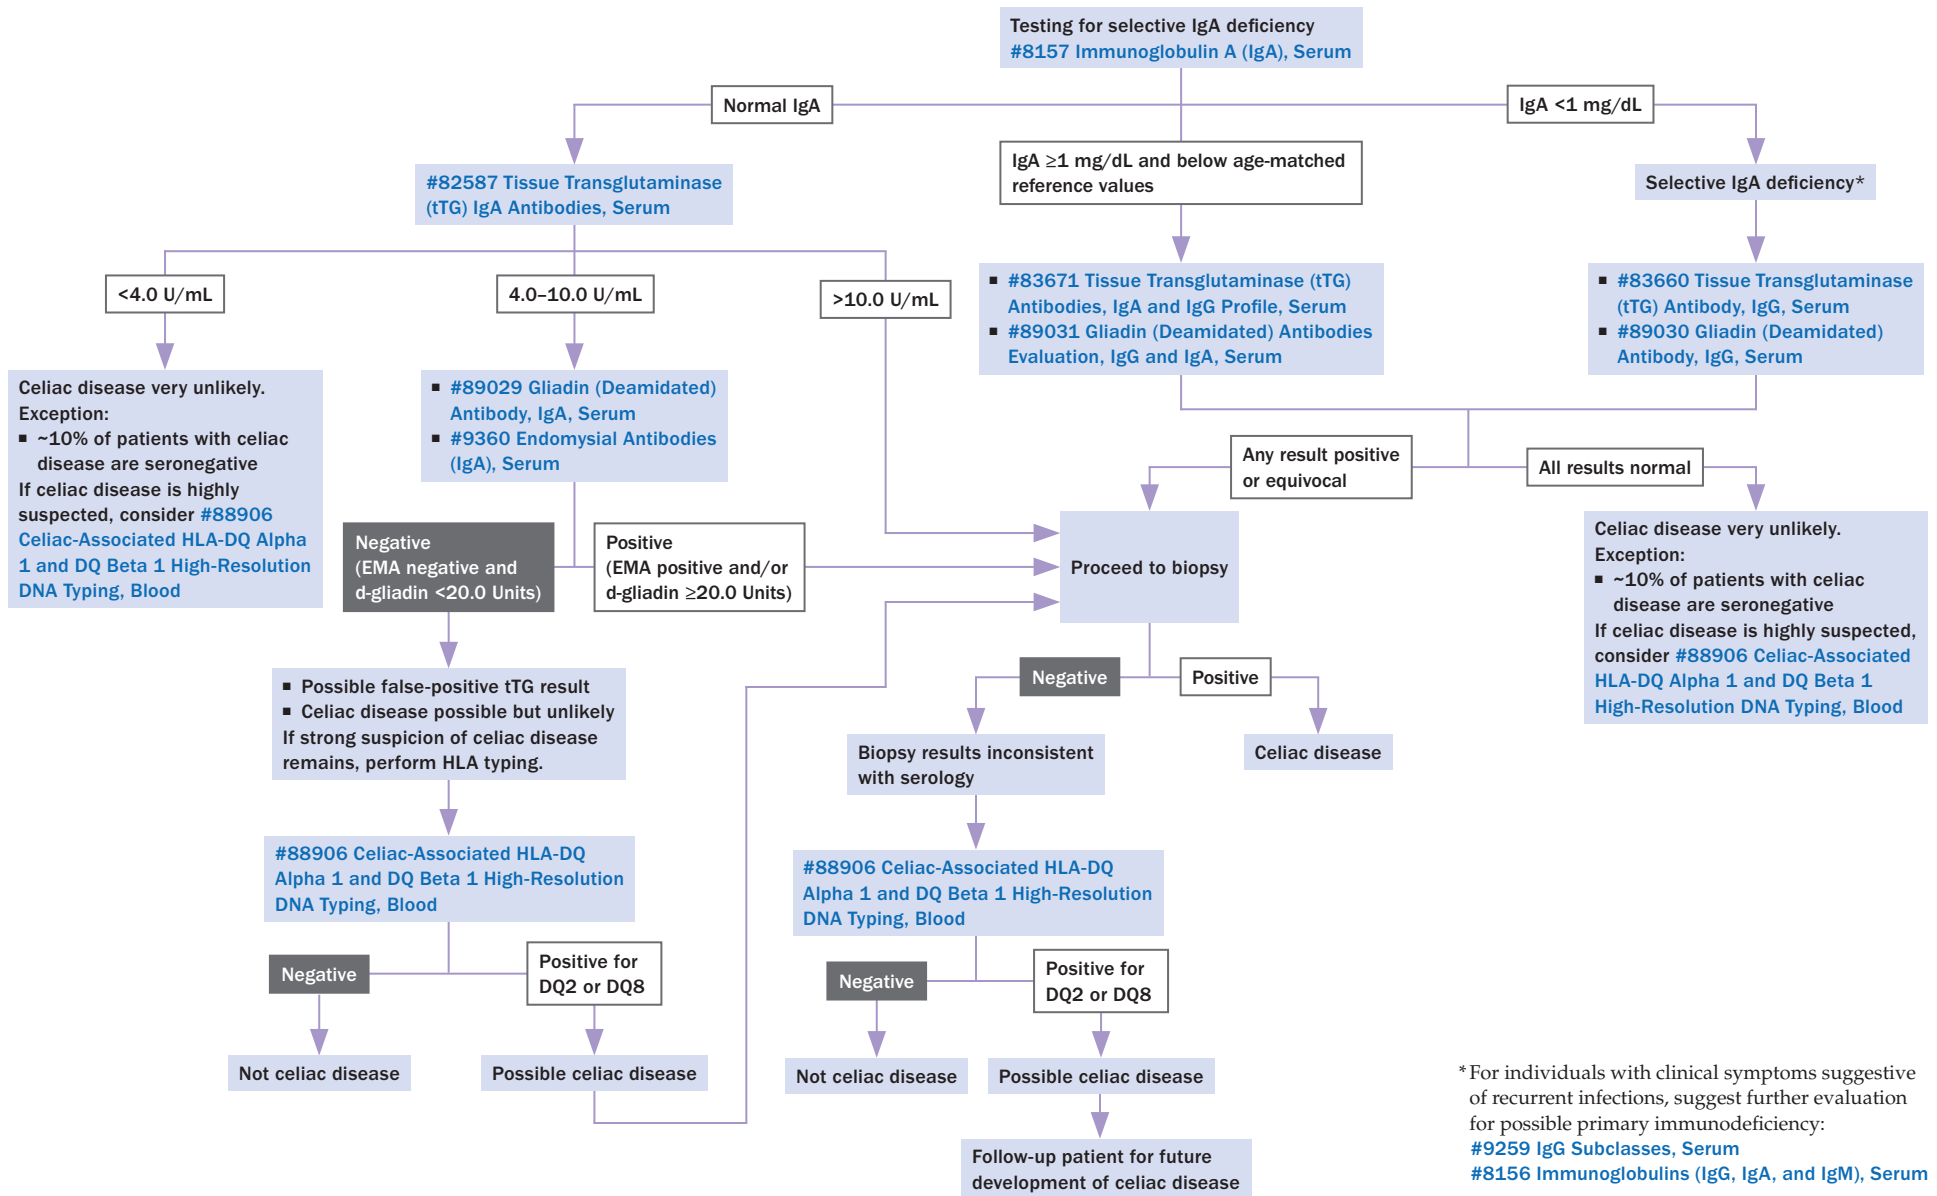 Testing for selective IgA deficiency
#8157 Immunoglobulin A (IgA), Serum
Normal IgA
IgA <1 mg/dL
IgA ≥1 mg/dL and below age-matched
reference values
#82587 Tissue Transglutaminase
(tTG) IgA Antibodies, Serum
Selective IgA deficiency*
<4.0 U/mL
4.0–10.0 U/mL
>10.0 U/mL
▪ #83671 Tissue Transglutaminase (tTG)
Antibodies, IgA and IgG Profile, Serum
▪ #89031 Gliadin (Deamidated) Antibodies
Evaluation, IgG and IgA, Serum
▪ #83660 Tissue Transglutaminase
(tTG) Antibody, IgG, Serum
▪ #89030 Gliadin (Deamidated)
Antibody, IgG, Serum
Celiac disease very unlikely.
Exception:
▪ ~10% of patients with celiac
disease are seronegative
If celiac disease is highly
suspected, consider #88906
Celiac-Associated HLA-DQ Alpha
1 and DQ Beta 1 High-Resolution
DNA Typing, Blood
▪ #89029 Gliadin (Deamidated)
Antibody, IgA, Serum
▪ #9360 Endomysial Antibodies
(IgA), Serum
Any result positive
or equivocal
All results normal
Negative
(EMA negative and
d-gliadin <20.0 Units)
Positive
(EMA positive and/or
d-gliadin ≥20.0 Units)
Proceed to biopsy
Celiac disease very unlikely.
Exception:
▪ ~10% of patients with celiac
disease are seronegative
If celiac disease is highly suspected,
consider #88906 Celiac-Associated
HLA-DQ Alpha 1 and DQ Beta 1
High-Resolution DNA Typing, Blood
▪ Possible false-positive tTG result
▪ Celiac disease possible but unlikely
If strong suspicion of celiac disease
remains, perform HLA typing.
Negative
Positive
Biopsy results inconsistent
with serology
Celiac disease
#88906 Celiac-Associated HLA-DQ
Alpha 1 and DQ Beta 1 High-Resolution
DNA Typing, Blood
#88906 Celiac-Associated HLA-DQ
Alpha 1 and DQ Beta 1 High-Resolution
DNA Typing, Blood
Negative
Positive for
DQ2 or DQ8
Negative
Positive for
DQ2 or DQ8
Not celiac disease
Possible celiac disease
Not celiac disease
Possible celiac disease
Follow-up patient for future
development of celiac disease
*For individuals with clinical symptoms suggestive
of recurrent infections, suggest further evaluation
for possible primary immunodeficiency:
#9259 IgG Subclasses, Serum
#8156 Immunoglobulins (IgG, IgA, and IgM), Serum